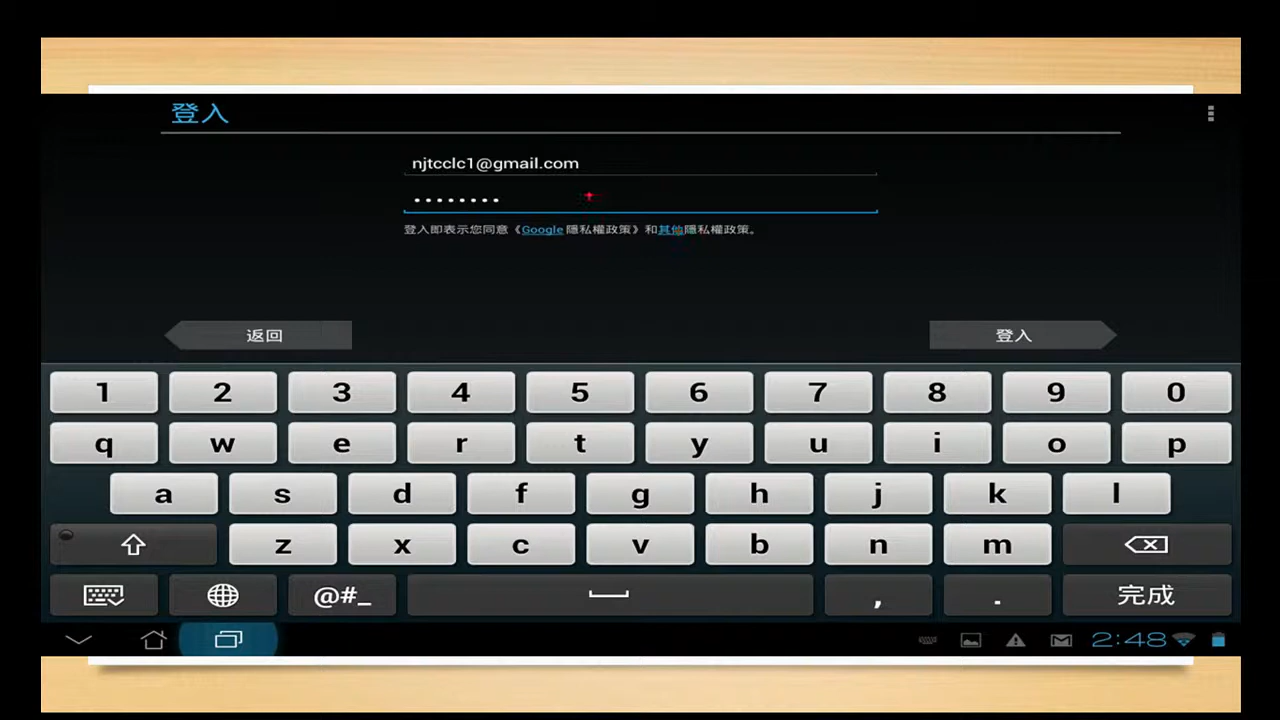 登入
njtcclc1@gmail.com
••••••••
登入即表示您同意《Google 隱私權政策》和其他隱私權政策。
返回 登入
1 2 3 4 5 6 7 8 9 0
q w e r t y u i o p
a s d f g h j k l
z x c v b n m
@#_ , . 完成
2:48